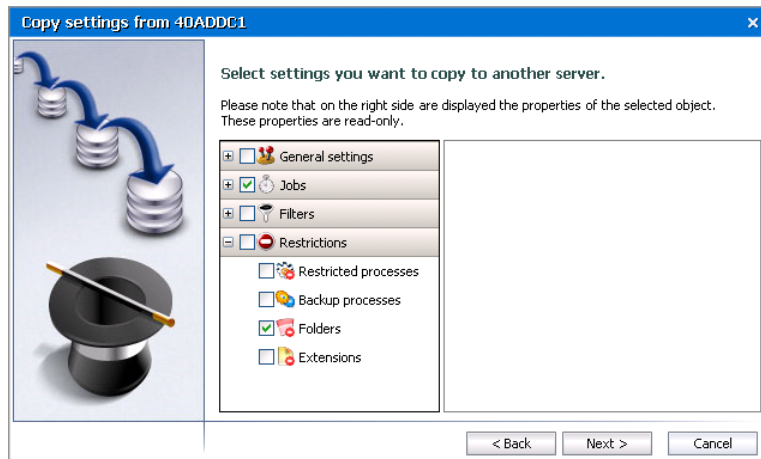 Copy settings from 40ADDC1
Select settings you want to copy to another server.
Please note that on the right side are displayed the properties of the selected object.
These properties are read-only.
General settings
Jobs
Filters
Restrictions
Restricted processes
Backup processes
Folders
Extensions
< Back Next > Cancel